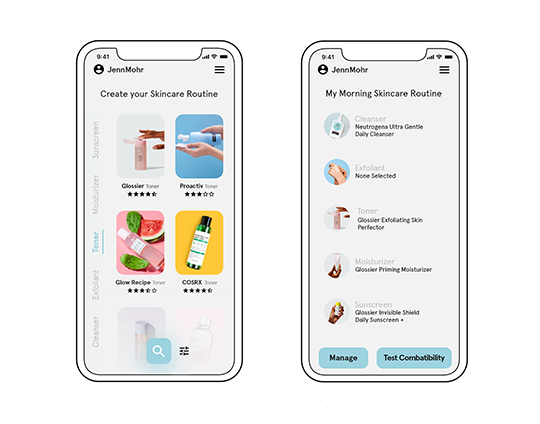 9:41
JennMohr
Create your Skincare Routine
Sunscreen
Moisturizer
Toner
Exfoliant
Cleanser
Glossier Toner
Proactiv Toner
Glow Recipe Toner
COSRX Toner
9:41
JennMohr
My Morning Skincare Routine
Cleanser
Neutrogena Ultra Gentle
Daily Cleanser
Exfoliant
None Selected
Toner
Glossier Exfoliating Skin
Perfector
Moisturizer
Glossier Priming Moisturizer
Sunscreen
Glossier Invisible Shield
Daily Sunscreen +
Manage
Test Combatibility